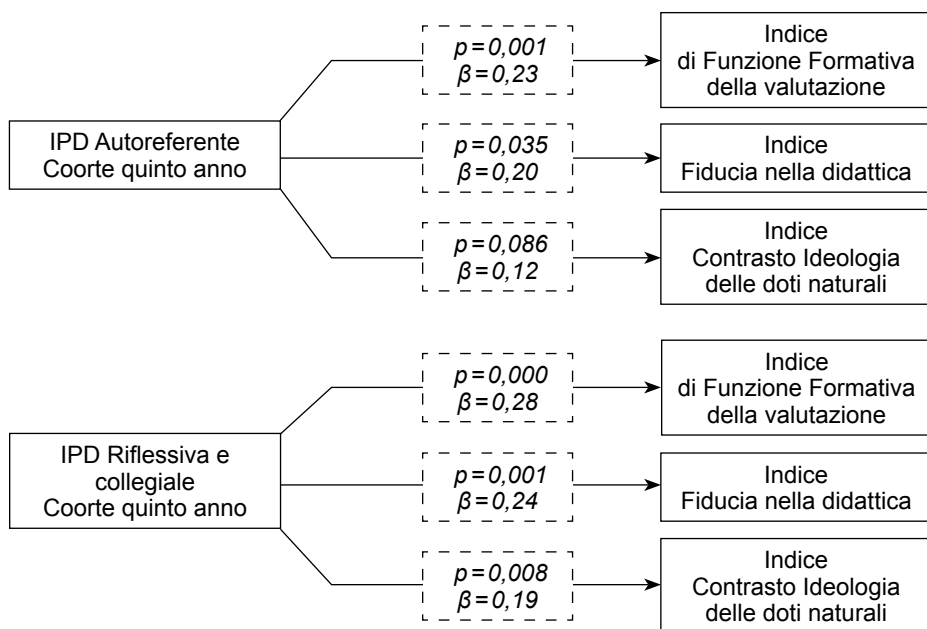 IPD Autoreferente
Coorte quinto anno
p=0,001
β=0,23
Indice
di Funzione Formativa
della valutazione
p=0,035
β=0,20
Indice
Fiducia nella didattica
p=0,086
β=0,12
Indice
Contrasto Ideologia
delle doti naturali
IPD Riflessiva e
collegiale
Coorte quinto anno
p=0,000
β=0,28
Indice
di Funzione Formativa
della valutazione
p=0,001
β=0,24
Indice
Fiducia nella didattica
p=0,008
β=0,19
Indice
Contrasto Ideologia
delle doti naturali